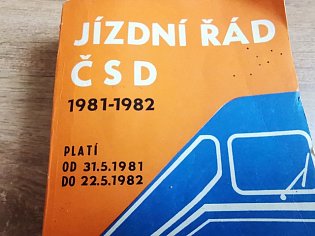 JÍZDNÍ ŘÁD
ČSD
1981-1982
PLATÍ
OD 31.5.1981
DO 22.5.1982